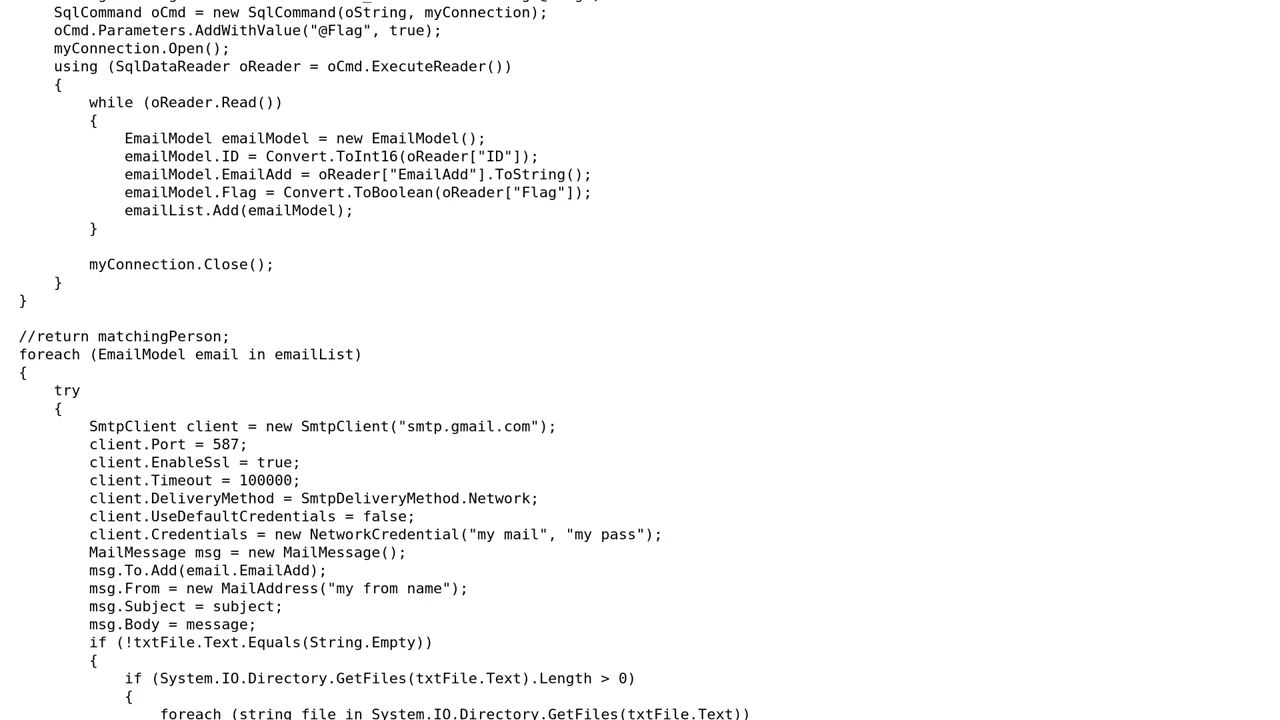 SqlCommand oCmd = new SqlCommand(oString, myConnection);
oCmd.Parameters.AddWithValue("@Flag", true);
myConnection.Open();
using (SqlDataReader oReader = oCmd.ExecuteReader())
{
while (oReader.Read())
{
EmailModel emailModel = new EmailModel();
emailModel.ID = Convert.ToInt16(oReader["ID"]);
emailModel.EmailAdd = oReader["EmailAdd"].ToString();
emailModel.Flag = Convert.ToBoolean(oReader["Flag"]);
emailList.Add(emailModel);
}
myConnection.Close();
}
}
//return matchingPerson;
foreach (EmailModel email in emailList)
{
try
{
SmtpClient client = new SmtpClient("smtp.gmail.com");
client.Port = 587;
client.EnableSsl = true;
client.Timeout = 100000;
client.DeliveryMethod = SmtpDeliveryMethod.Network;
client.UseDefaultCredentials = false;
client.Credentials = new NetworkCredential("my mail", "my pass");
MailMessage msg = new MailMessage();
msg.To.Add(email.EmailAdd);
msg.From = new MailAddress("my from name");
msg.Subject = subject;
msg.Body = message;
if (!txtFile.Text.Equals(String.Empty))
{
if (System.IO.Directory.GetFiles(txtFile.Text).Length > 0)
{
foreach (string file in System.IO.Directory.GetFiles(txtFile.Text))